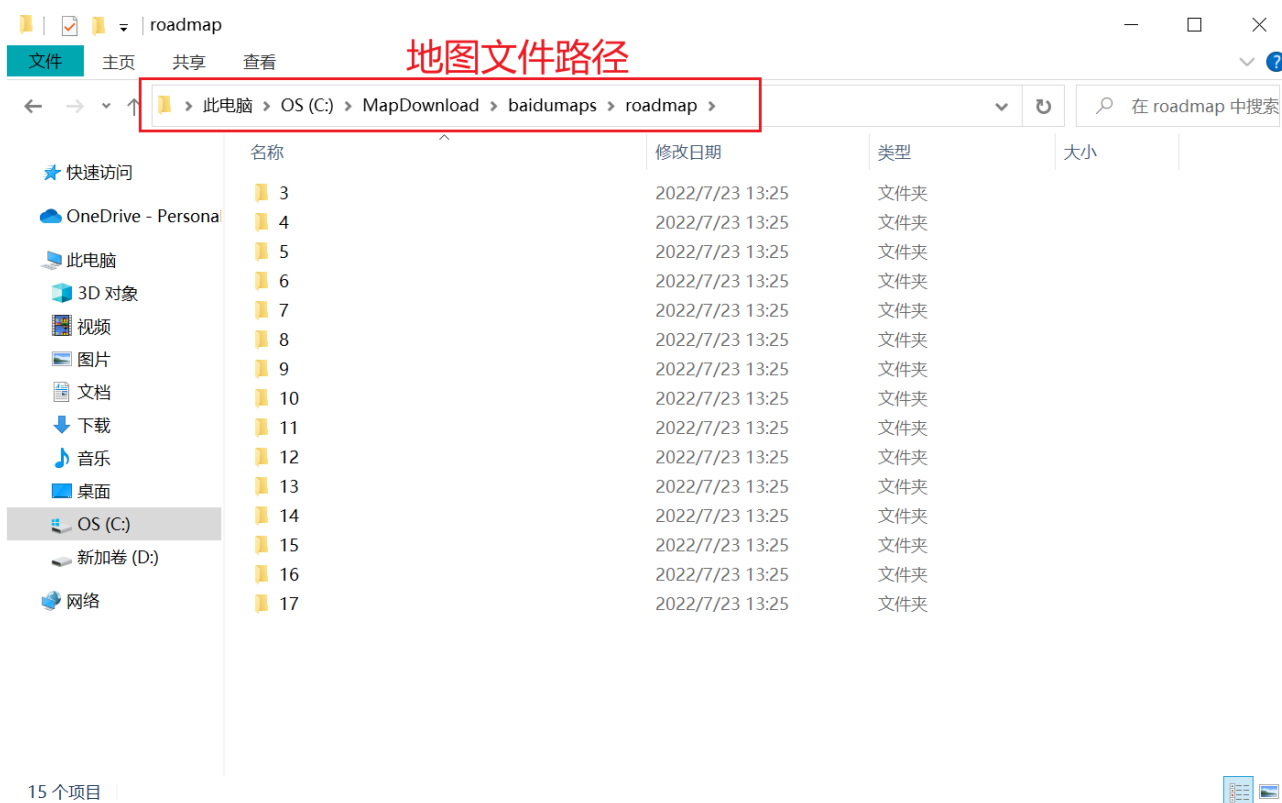 roadmap
文件 主页 共享 查看
地图文件路径
此电脑 OS (C:) MapDownload baidumaps roadmap
在 roadmap 中搜索
名称 修改日期 类型 大小
快速访问
OneDrive - Personal
此电脑
3D 对象
视频
图片
文档
下载
音乐
桌面
OS (C:)
新加卷 (D:)
网络
3 2022/7/23 13:25 文件夹
4 2022/7/23 13:25 文件夹
5 2022/7/23 13:25 文件夹
6 2022/7/23 13:25 文件夹
7 2022/7/23 13:25 文件夹
8 2022/7/23 13:25 文件夹
9 2022/7/23 13:25 文件夹
10 2022/7/23 13:25 文件夹
11 2022/7/23 13:25 文件夹
12 2022/7/23 13:25 文件夹
13 2022/7/23 13:25 文件夹
14 2022/7/23 13:25 文件夹
15 2022/7/23 13:25 文件夹
16 2022/7/23 13:25 文件夹
17 2022/7/23 13:25 文件夹
15 个项目